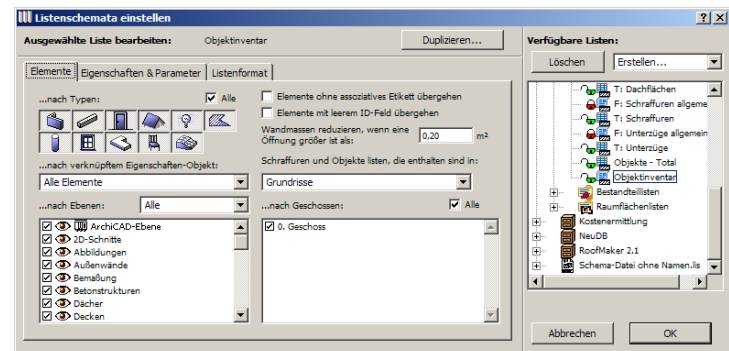 Listenschemata einstellen
Ausgewählte Liste bearbeiten: Objektinventar
Duplizieren...
Elemente Eigenschaften & Parameter Listenformat
...nach Typen: Alle
Elemente ohne assoziatives Etikett übergehen
Elemente mit leerem ID-Feld übergehen
Wandmassen reduzieren, wenn eine
Öffnung größer ist als: 0,20 m²
...nach verknüpftem Eigenschaften-Objekt:
Alle Elemente
Schraffuren und Objekte listen, die enthalten sind in:
Grundrisse
...nach Ebenen: Alle
...nach Geschossen: Alle
ArchiCAD-Ebene
2D-Schnitte
Abbildungen
Außenwände
Bemaßung
Betonstrukturen
Dächer
Decken
0. Geschoss
Verfügbare Listen:
Löschen
Erstellen...
T: Dachflächen
F: Schraffuren allgeme
T: Schraffuren
F: Unterzüge allgemein
T: Unterzüge
Objekte - Total
Objektinventar
Bestandteillisten
Raumflächenlisten
Kostenermittlung
NeuDB
RoofMaker 2.1
Schema-Datei ohne Namen.lis
Abbrechen
OK